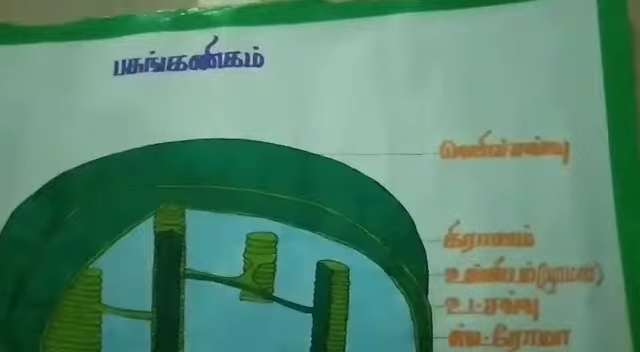 பசுங்கணிகம்
வெளிச்சவ்வு
கிரானம்
உட்சவ்வு
ஸ்ட்ரோமா